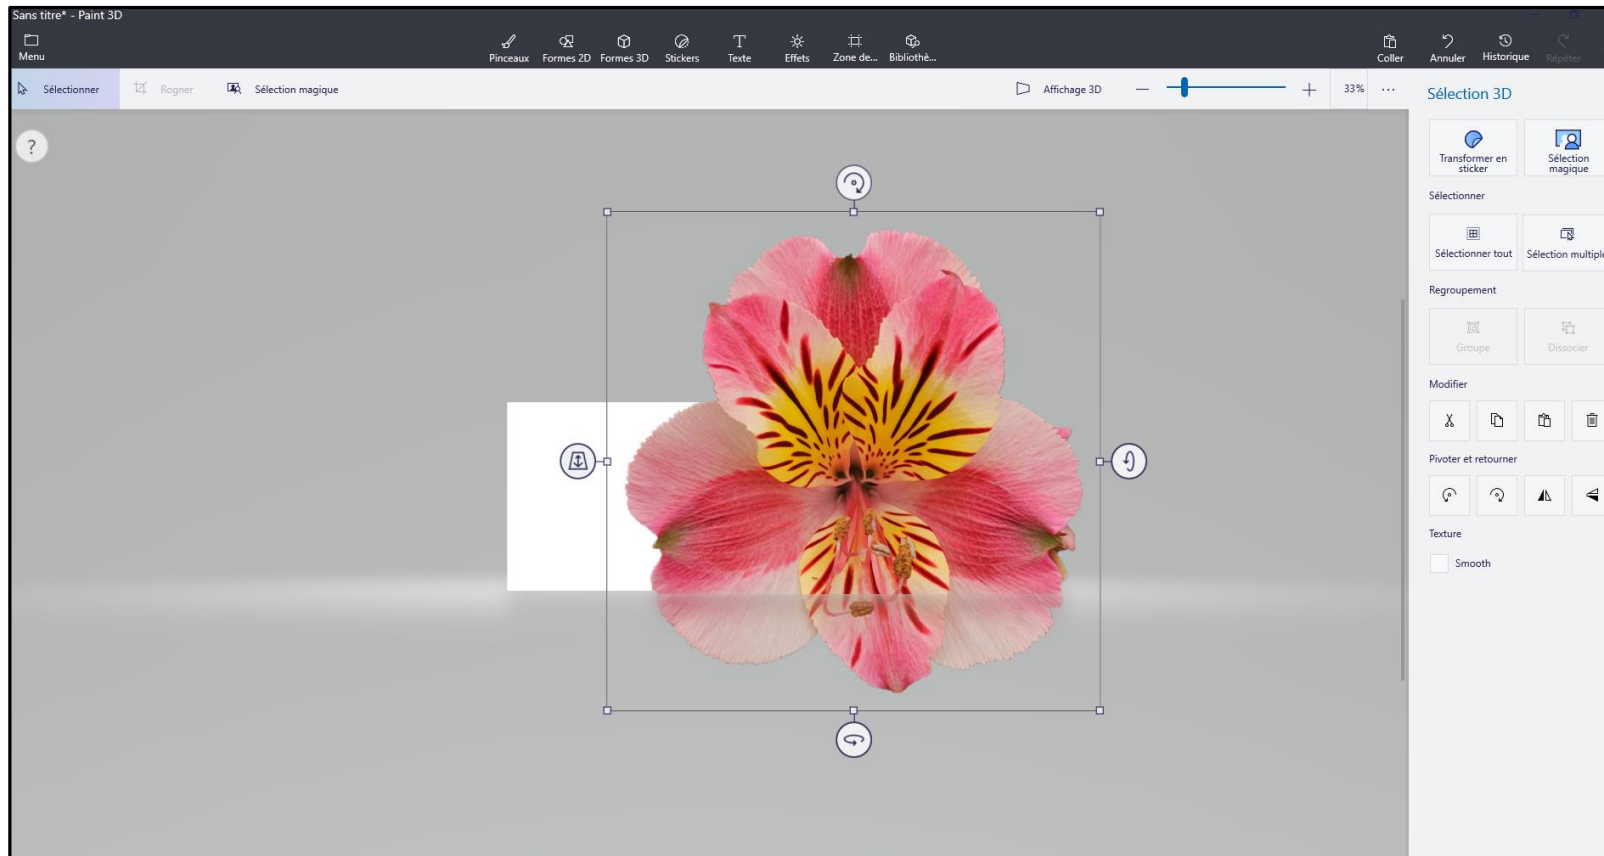 Sans titre* - Paint 3D
Menu
Pinceaux
Formes 2D
Formes 3D
Stickers
Texte
Effets
Zone de...
Bibliothè...
Coller
Annuler
Historique
Répéter
Sélectionner
Rogner
Sélection magique
Affichage 3D
33%
...
Sélection 3D
?
Transformer en
sticker
Sélection
magique
Sélectionner
Sélectionner tout
Sélection multiple
Regroupement
Groupe
Dissocier
Modifier
Pivoter et retourner
Texture
Smooth